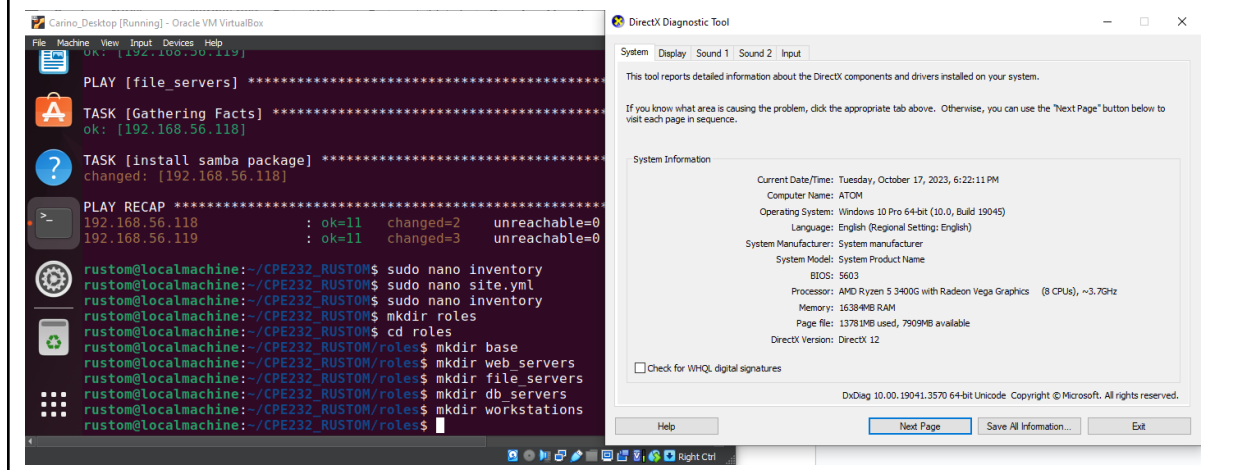 Carino_Desktop [Running] - Oracle VM VirtualBox
File Machine View Input Devices Help
ok: [192.168.56.119]
PLAY [file_servers] *******************************************
TASK [Gathering Facts] ****************************************
ok: [192.168.56.118]
TASK [install samba package] **********************************
changed: [192.168.56.118]
PLAY RECAP ****************************************************
192.168.56.118 : ok=11 changed=2 unreachable=0
192.168.56.119 : ok=11 changed=3 unreachable=0
rustom@localmachine:~/CPE232_RUSTOM$ sudo nano inventory
rustom@localmachine:~/CPE232_RUSTOM$ sudo nano site.yml
rustom@localmachine:~/CPE232_RUSTOM$ sudo nano inventory
rustom@localmachine:~/CPE232_RUSTOM$ mkdir roles
rustom@localmachine:~/CPE232_RUSTOM$ cd roles
rustom@localmachine:~/CPE232_RUSTOM/roles$ mkdir base
rustom@localmachine:~/CPE232_RUSTOM/roles$ mkdir web_servers
rustom@localmachine:~/CPE232_RUSTOM/roles$ mkdir file_servers
rustom@localmachine:~/CPE232_RUSTOM/roles$ mkdir db_servers
rustom@localmachine:~/CPE232_RUSTOM/roles$ mkdir workstations
rustom@localmachine:~/CPE232_RUSTOM/roles$
Right Ctrl
DirectX Diagnostic Tool
System Display Sound 1 Sound 2 Input
This tool reports detailed information about the DirectX components and drivers installed on your system.
If you know what area is causing the problem, click the appropriate tab above. Otherwise, you can use the "Next Page" button below to
visit each page in sequence.
System Information
Current Date/Time: Tuesday, October 17, 2023, 6:22:11 PM
Computer Name: ATOM
Operating System: Windows 10 Pro 64-bit (10.0, Build 19045)
Language: English (Regional Setting: English)
System Manufacturer: System manufacturer
System Model: System Product Name
BIOS: 5603
Processor: AMD Ryzen 5 3400G with Radeon Vega Graphics (8 CPUs), ~3.7GHz
Memory: 16384MB RAM
Page file: 13781MB used, 7909MB available
DirectX Version: DirectX 12
Check for WHQL digital signatures
DxDiag 10.00.19041.3570 64-bit Unicode Copyright © Microsoft. All rights reserved.
Help Next Page Save All Information... Exit